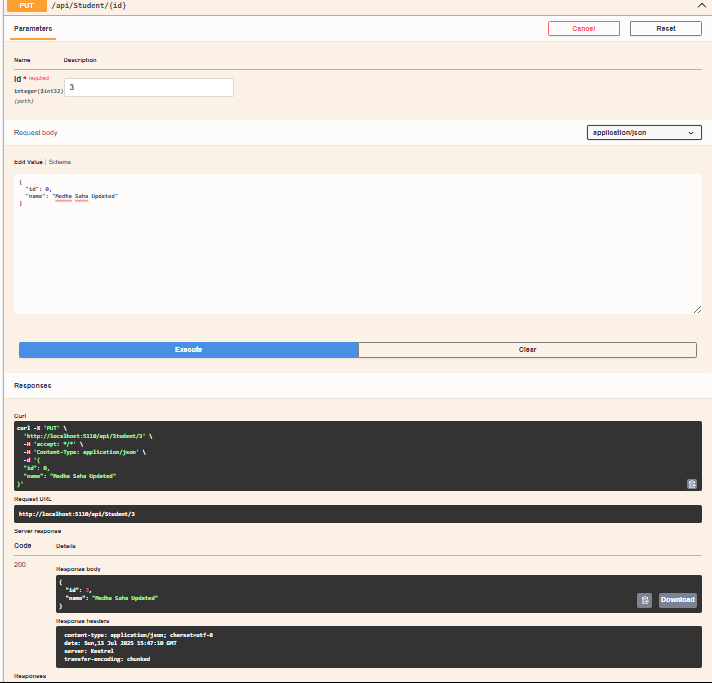 PUT /api/Student/{id}
Parameters
Cancel
Reset
Name Description
id * required
integer($int32)
(path)
3
Request body
application/json
Edit Value | Schema
{
"id": 0,
"name": "Medha Saha Updated"
}
Execute
Clear
Responses
Curl
curl -X 'PUT' \
'http://localhost:5110/api/Student/3' \
-H 'accept: */*' \
-H 'Content-Type: application/json' \
-d '{
"id": 0,
"name": "Medha Saha Updated"
}'
Request URL
http://localhost:5110/api/Student/3
Server response
Code Details
200
Response body
{
"id": 3,
"name": "Medha Saha Updated"
}
Download
Response headers
content-type: application/json; charset=utf-8
date: Sun,13 Jul 2025 15:47:10 GMT
server: Kestrel
transfer-encoding: chunked
Responses